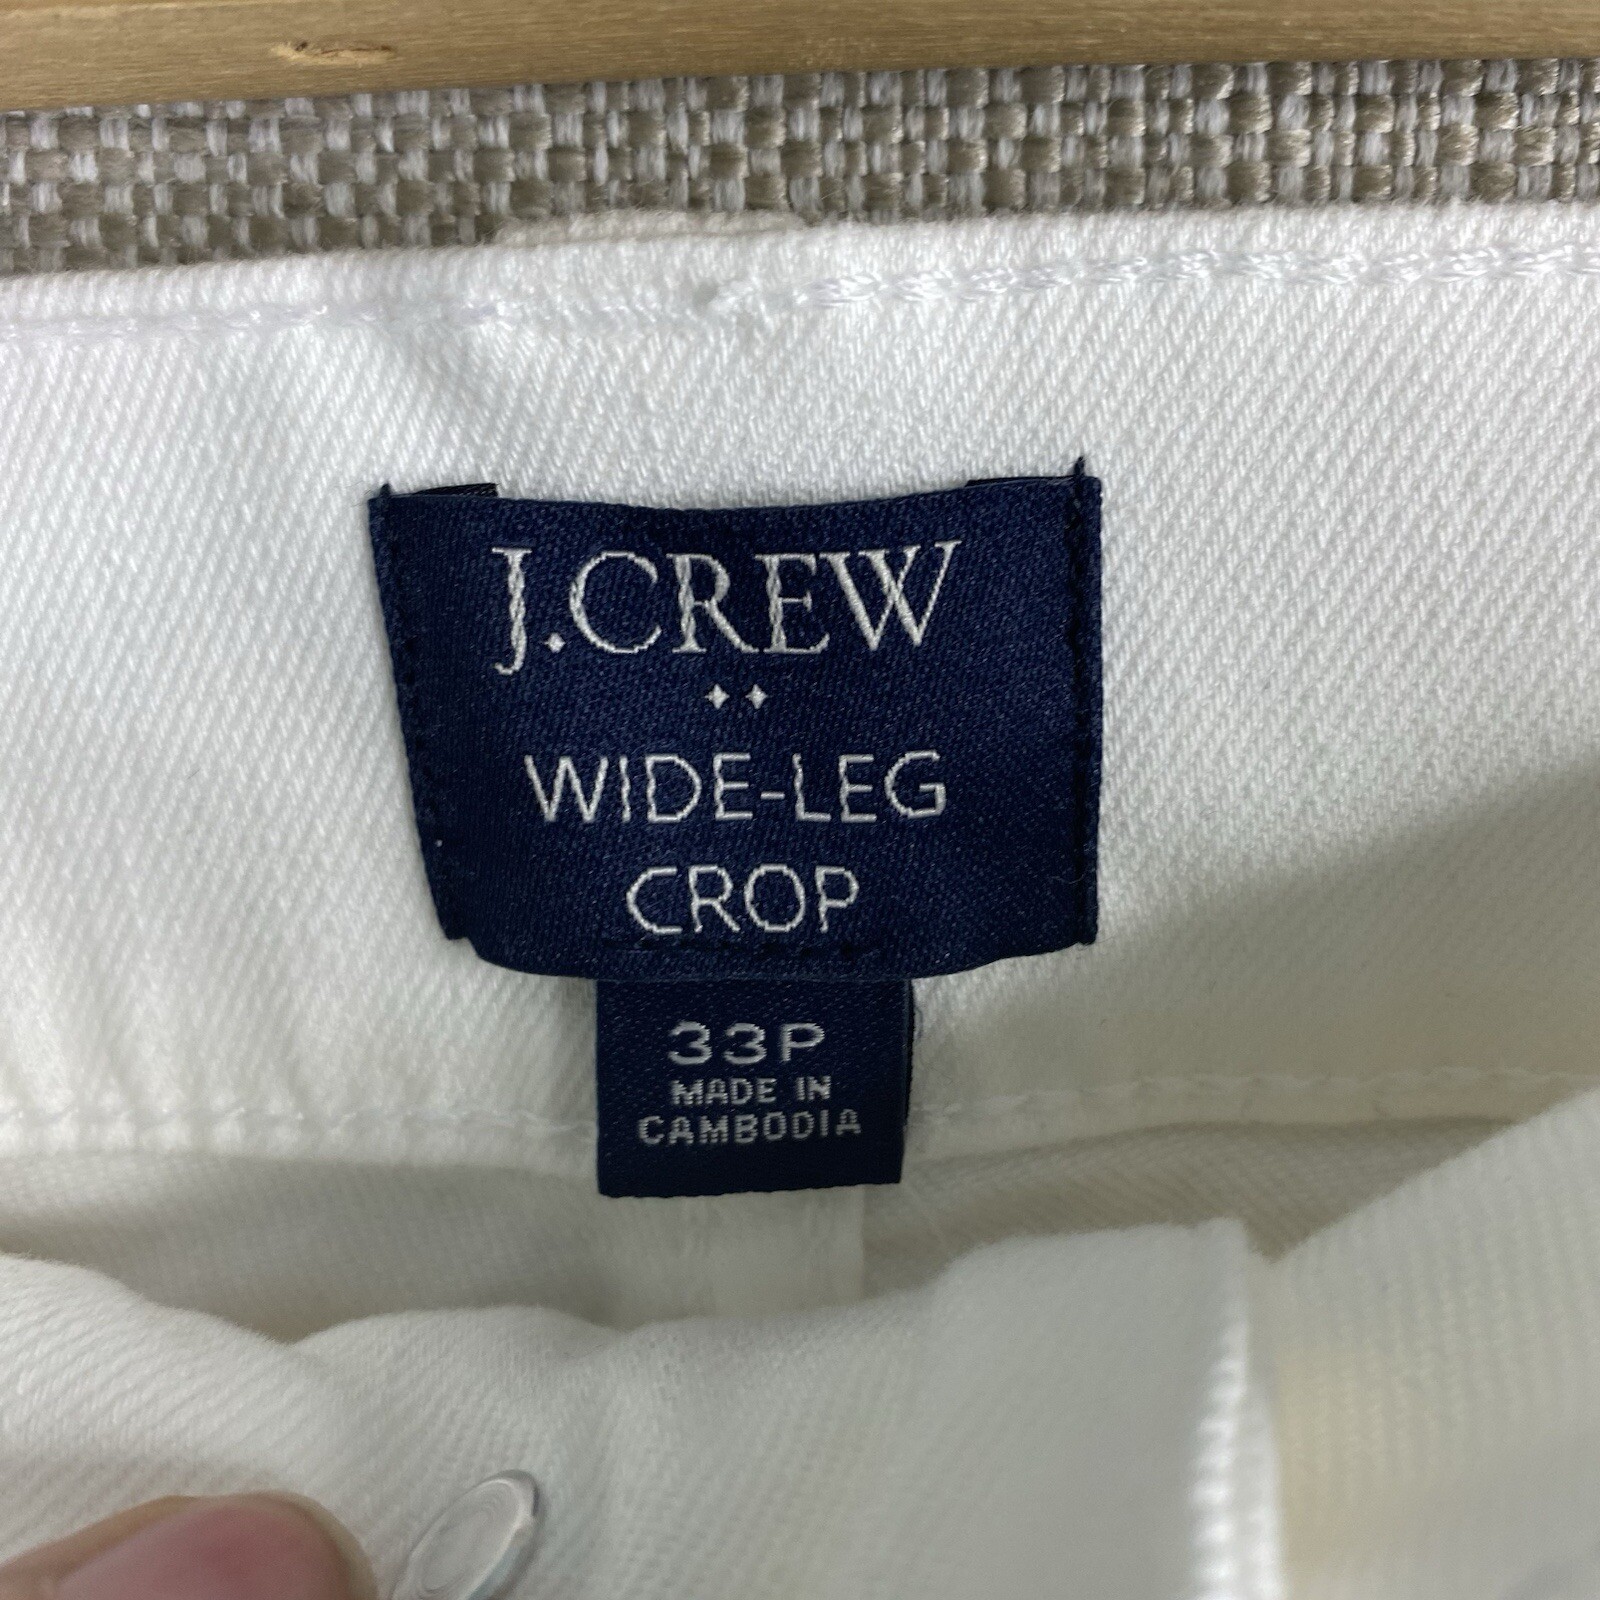 J.CREW
WIDE-LEG
CROP
33P
MADE IN
CAMBODIA